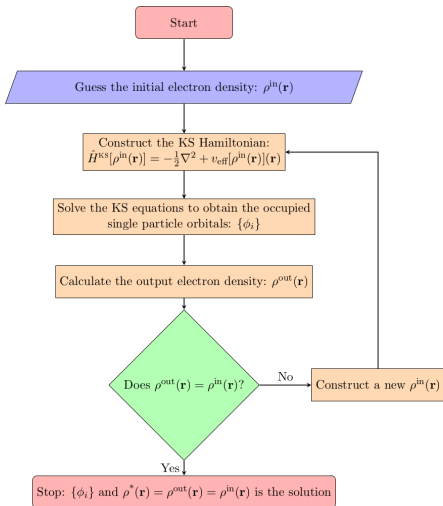 Start
Guess the initial electron density: ρ^in(𝐫)
Construct the KS Hamiltonian:
Ĥ^KS[ρ^in(𝐫)] = −½∇² + v_eff[ρ^in(𝐫)](𝐫)
Solve the KS equations to obtain the occupied
single particle orbitals: {ϕ_i}
Calculate the output electron density: ρ^out(𝐫)
Does ρ^out(𝐫) = ρ^in(𝐫)?
No
Construct a new ρ^in(𝐫)
Yes
Stop: {ϕ_i} and ρ^*(𝐫) = ρ^out(𝐫) = ρ^in(𝐫) is the solution